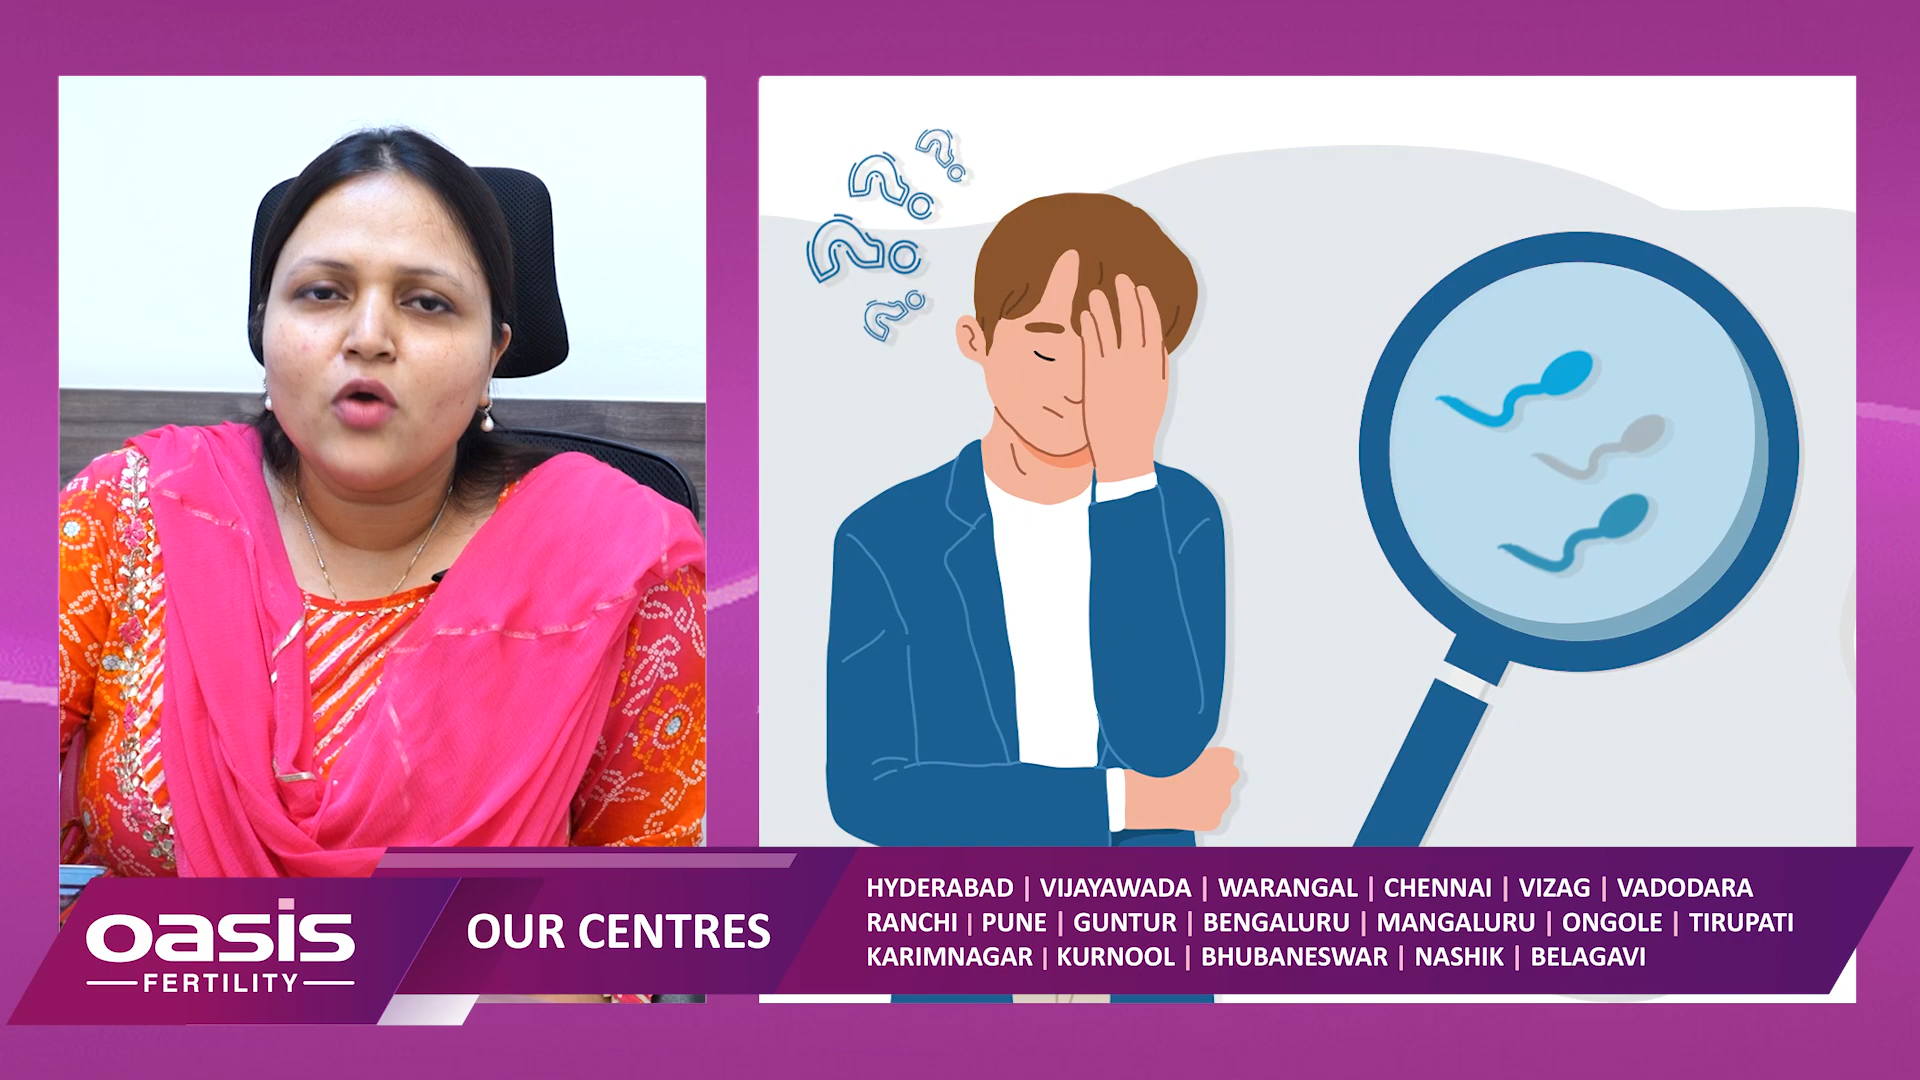 oasis
FERTILITY
OUR CENTRES
HYDERABAD | VIJAYAWADA | WARANGAL | CHENNAI | VIZAG | VADODARA
RANCHI | PUNE | GUNTUR | BENGALURU | MANGALURU | ONGOLE | TIRUPATI
KARIMNAGAR | KURNOOL | BHUBANESWAR | NASHIK | BELAGAVI